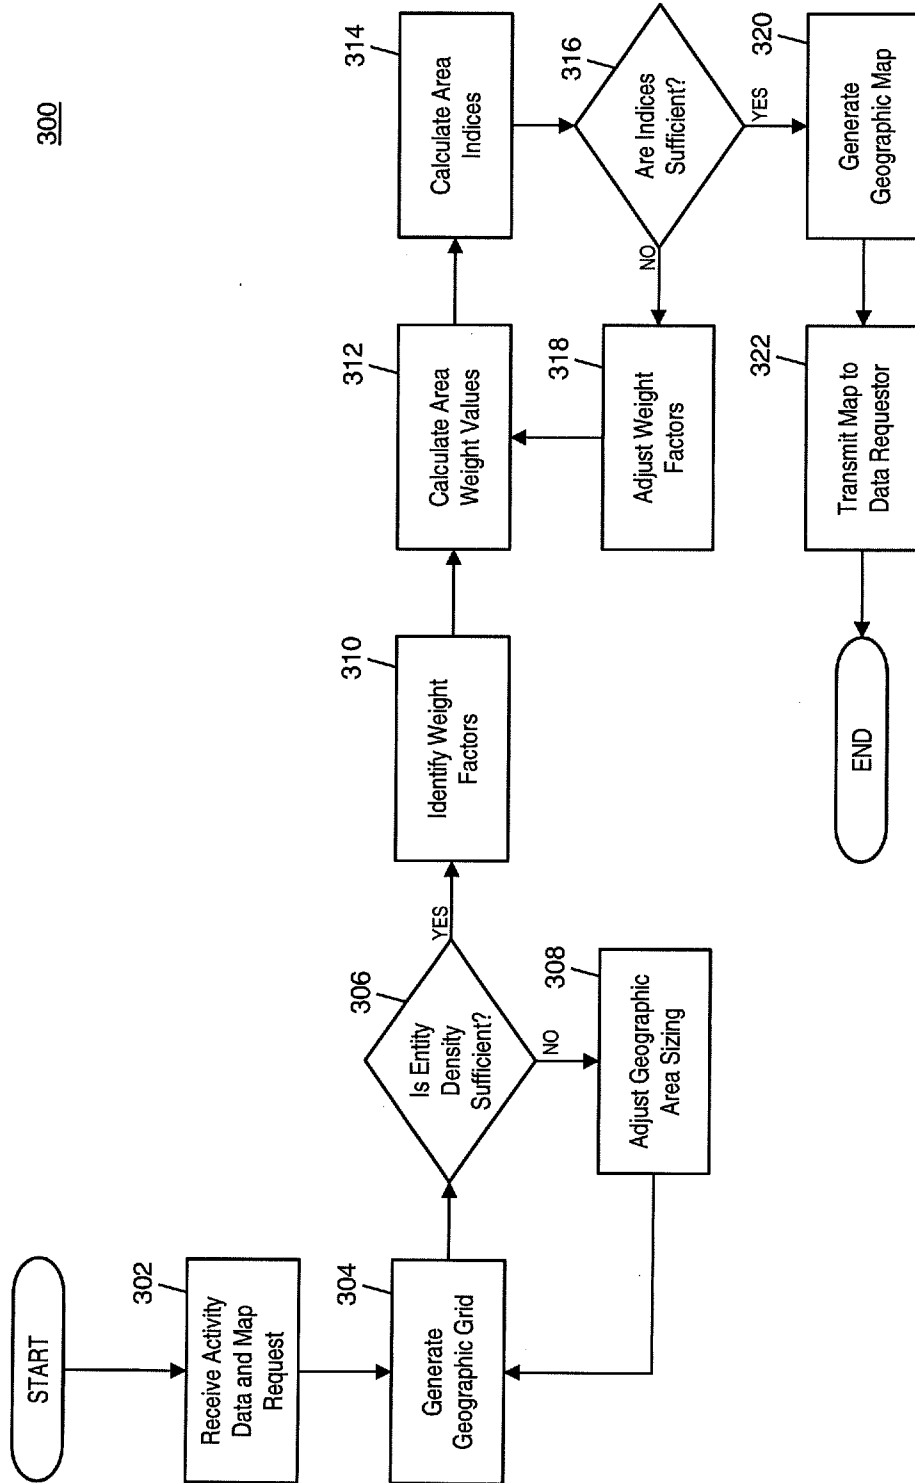 300
START
302
Receive Activity
Data and Map
Request
304
Generate
Geographic Grid
306
Is Entity
Density
Sufficient?
YES
NO
308
Adjust Geographic
Area Sizing
310
Identify Weight
Factors
312
Calculate Area
Weight Values
314
Calculate Area
Indices
316
Are Indices
Sufficient?
NO
YES
318
Adjust Weight
Factors
320
Generate
Geographic Map
322
Transmit Map to
Data Requestor
END